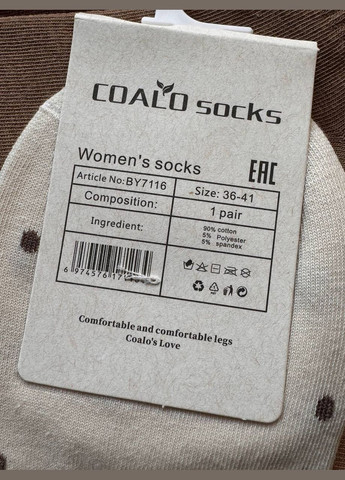 COALO SOCKS
Women's socks
EAC
Article No: BY7116
Size: 36-41
Composition:
1 pair
Ingredient:
90% cotton
5% Polyester
5% spandex
Comfortable and comfortable legs
Coalo's Love